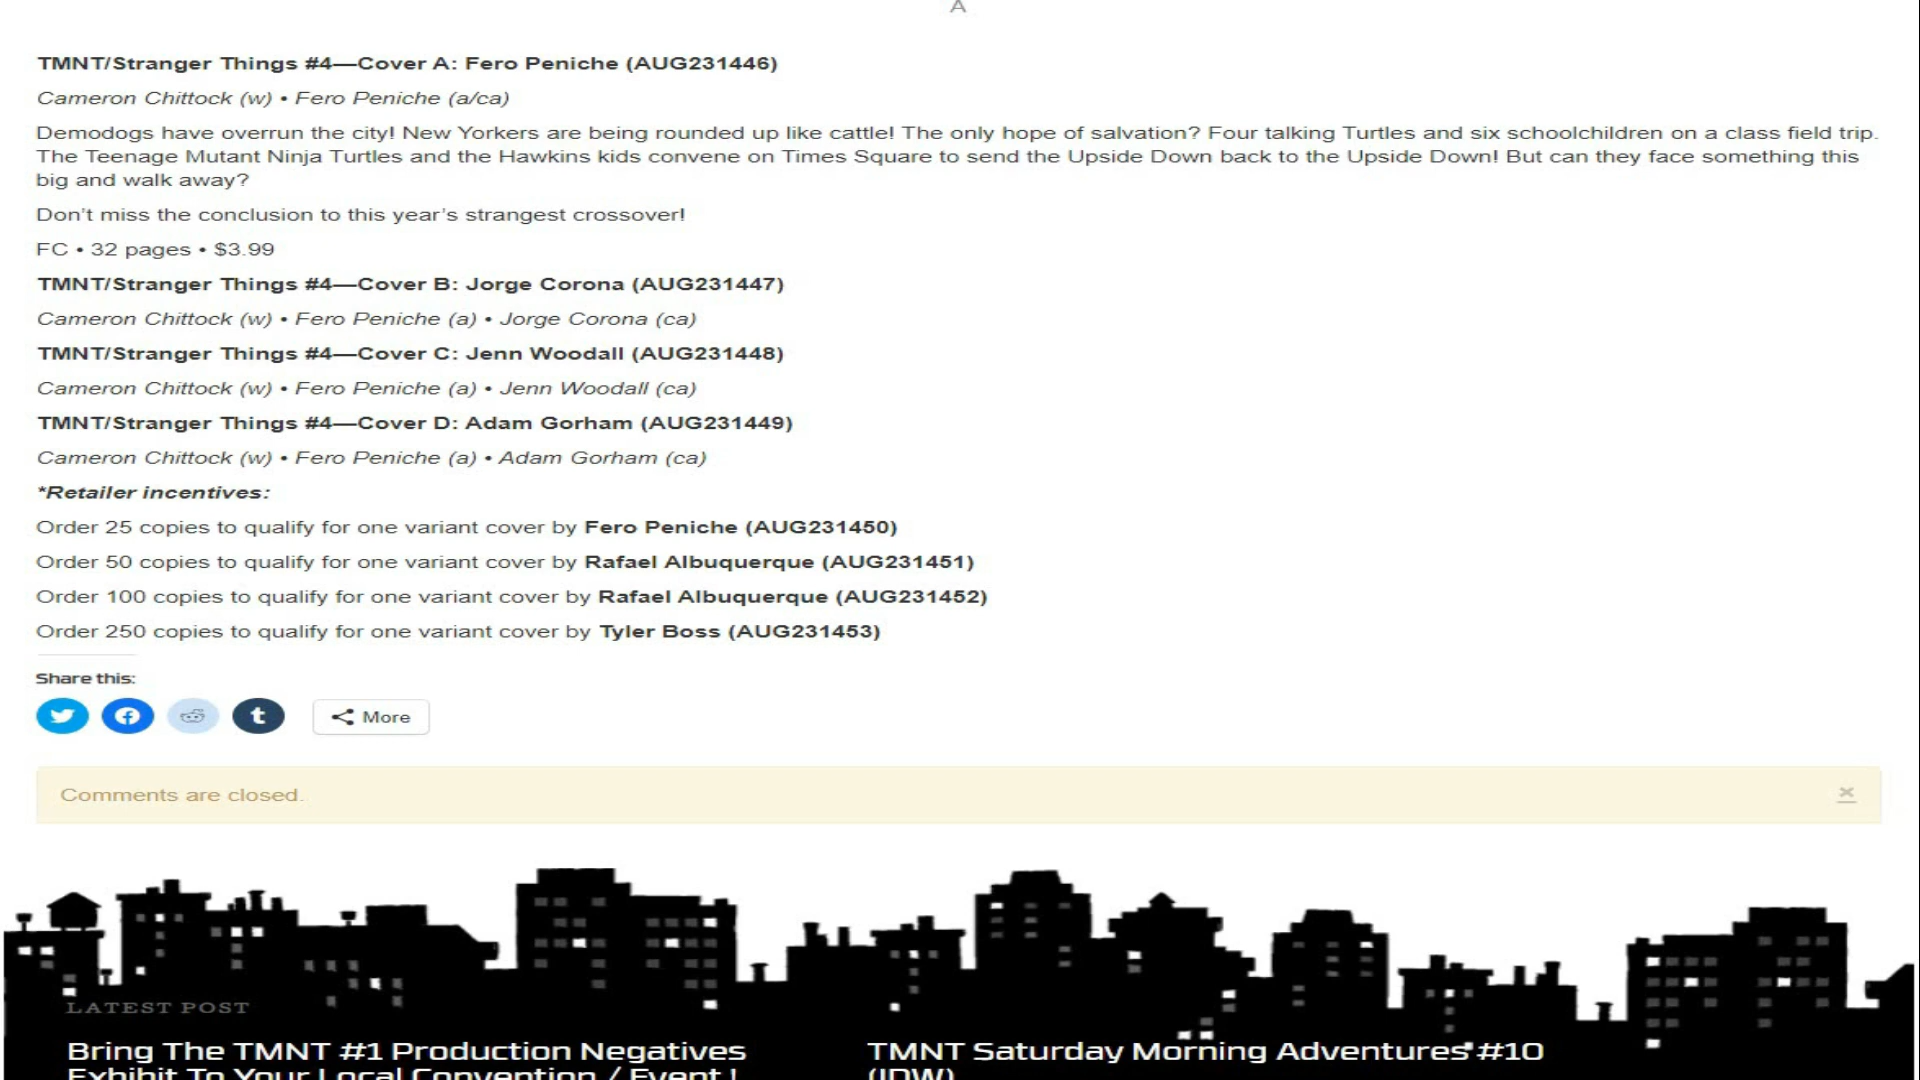 A
TMNT/Stranger Things #4—Cover A: Fero Peniche (AUG231446)
Cameron Chittock (w) • Fero Peniche (a/ca)
Demodogs have overrun the city! New Yorkers are being rounded up like cattle! The only hope of salvation? Four talking Turtles and six schoolchildren on a class field trip.
The Teenage Mutant Ninja Turtles and the Hawkins kids convene on Times Square to send the Upside Down back to the Upside Down! But can they face something this
big and walk away?
Don’t miss the conclusion to this year’s strangest crossover!
FC • 32 pages • $3.99
TMNT/Stranger Things #4—Cover B: Jorge Corona (AUG231447)
Cameron Chittock (w) • Fero Peniche (a) • Jorge Corona (ca)
TMNT/Stranger Things #4—Cover C: Jenn Woodall (AUG231448)
Cameron Chittock (w) • Fero Peniche (a) • Jenn Woodall (ca)
TMNT/Stranger Things #4—Cover D: Adam Gorham (AUG231449)
Cameron Chittock (w) • Fero Peniche (a) • Adam Gorham (ca)
*Retailer incentives:
Order 25 copies to qualify for one variant cover by Fero Peniche (AUG231450)
Order 50 copies to qualify for one variant cover by Rafael Albuquerque (AUG231451)
Order 100 copies to qualify for one variant cover by Rafael Albuquerque (AUG231452)
Order 250 copies to qualify for one variant cover by Tyler Boss (AUG231453)
Share this:
More
Comments are closed.
×
LATEST POST
Bring The TMNT #1 Production Negatives
Exhibit To Your Local Convention / Event !
TMNT Saturday Morning Adventures #10
(IDW)